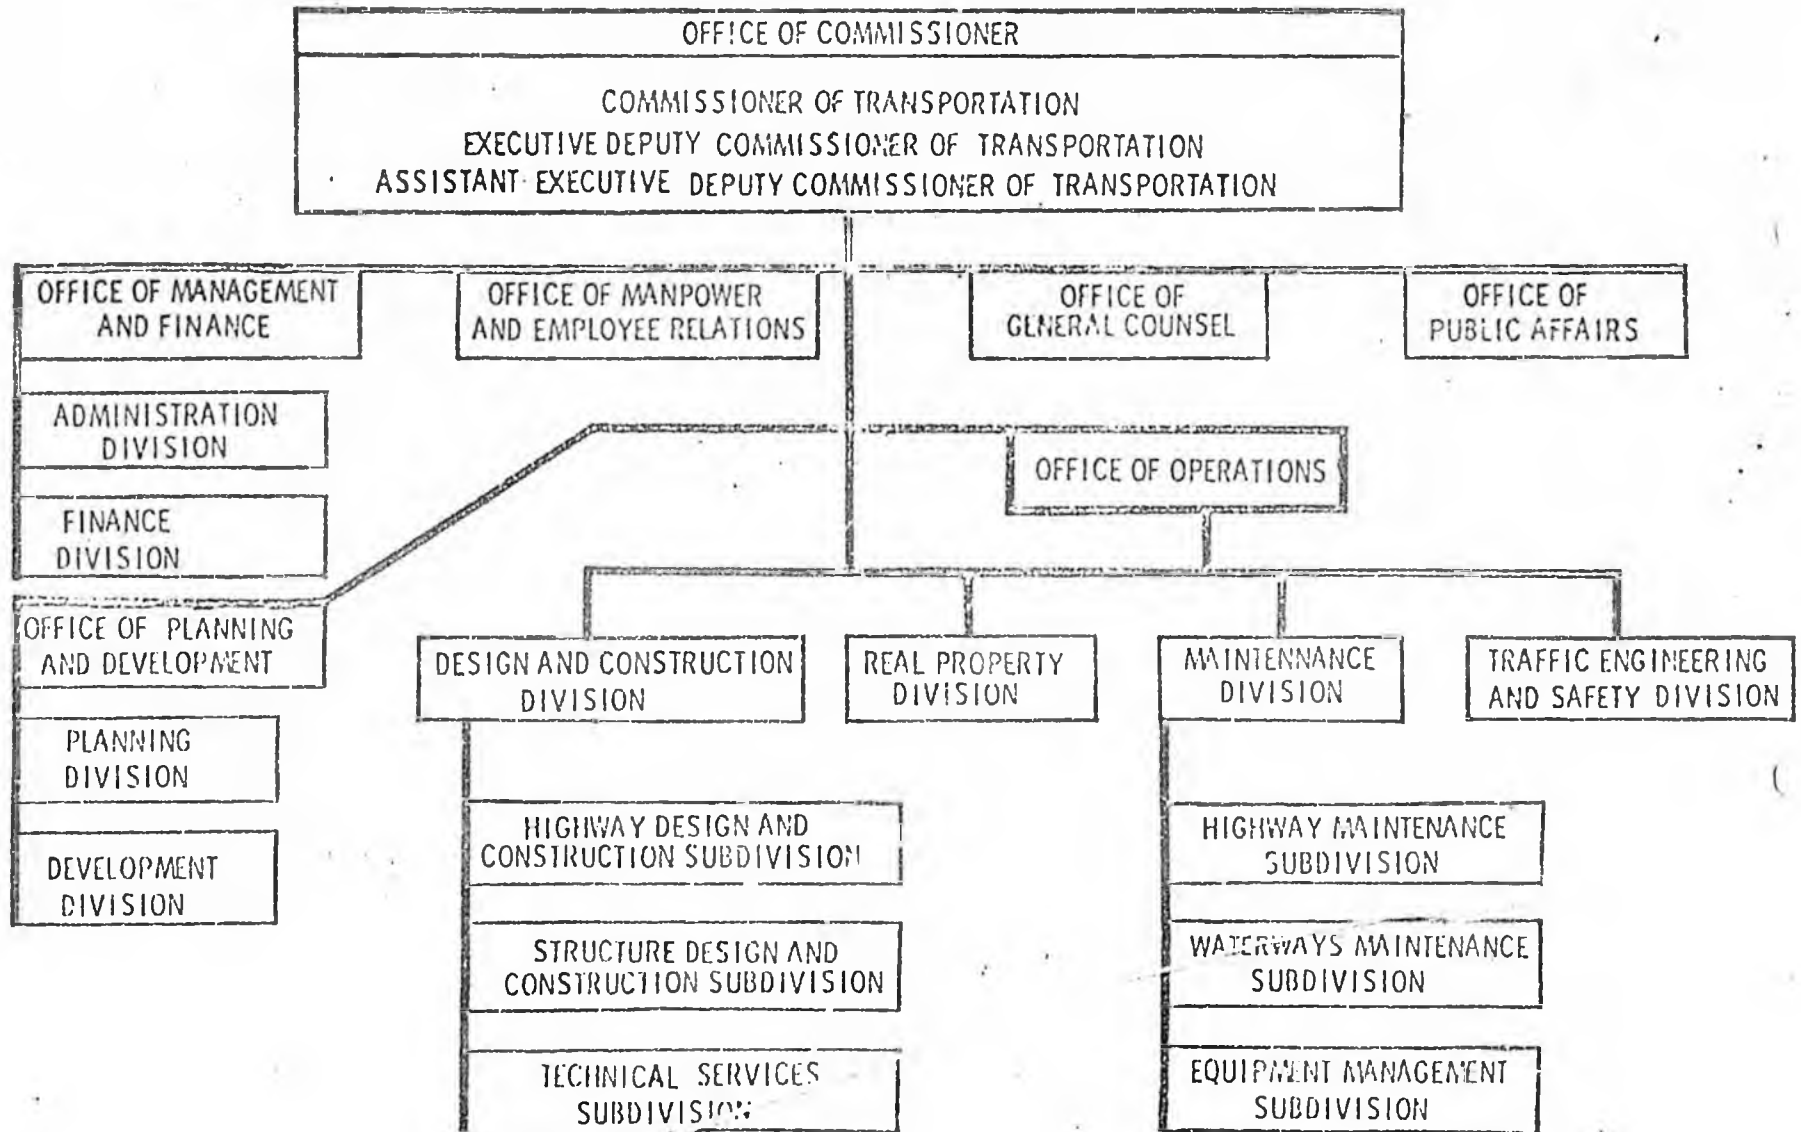 OFFICE OF COMMISSIONER
COMMISSIONER OF TRANSPORTATION
EXECUTIVE DEPUTY COMMISSIONER OF TRANSPORTATION
ASSISTANT EXECUTIVE DEPUTY COMMISSIONER OF TRANSPORTATION
OFFICE OF MANAGEMENT
AND FINANCE
OFFICE OF MANPOWER
AND EMPLOYEE RELATIONS
OFFICE OF
GENERAL COUNSEL
OFFICE OF
PUBLIC AFFAIRS
ADMINISTRATION
DIVISION
FINANCE
DIVISION
OFFICE OF OPERATIONS
OFFICE OF PLANNING
AND DEVELOPMENT
PLANNING
DIVISION
DEVELOPMENT
DIVISION
DESIGN AND CONSTRUCTION
DIVISION
REAL PROPERTY
DIVISION
MAINTENNANCE
DIVISION
TRAFFIC ENGINEERING
AND SAFETY DIVISION
HIGHWAY DESIGN AND
CONSTRUCTION SUBDIVISION
STRUCTURE DESIGN AND
CONSTRUCTION SUBDIVISION
TECHNICAL SERVICES
SUBDIVISION
HIGHWAY MAINTENANCE
SUBDIVISION
WATERWAYS MAINTENANCE
SUBDIVISION
EQUIPMENT MANAGEMENT
SUBDIVISION